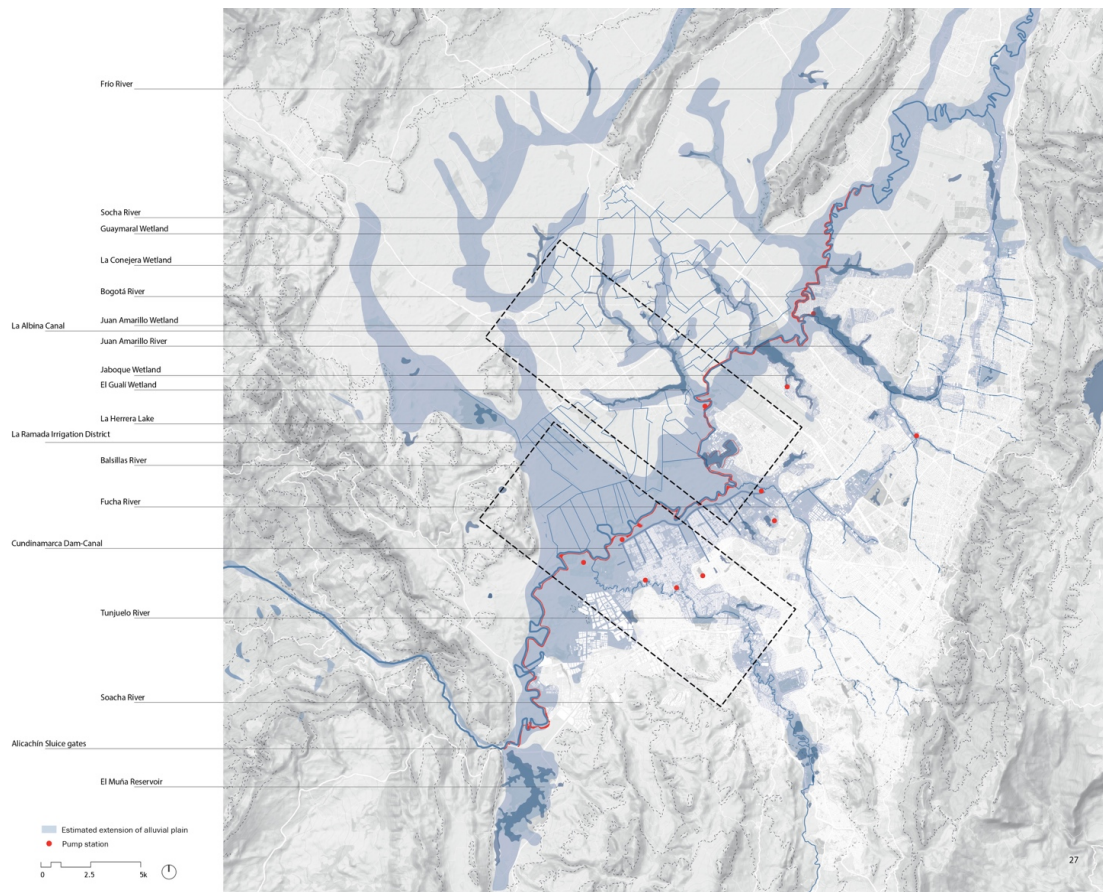 Frío River
Socha River
Guaymaral Wetland
La Conejera Wetland
Bogotá River
Juan Amarillo Wetland
La Albina Canal
Juan Amarillo River
Jaboque Wetland
El Gualí Wetland
La Herrera Lake
La Ramada Irrigation District
Balsillas River
Fucha River
Cundinamarca Dam-Canal
Tunjuelo River
Soacha River
Alicachín Sluice gates
El Muña Reservoir
Estimated extension of alluvial plain
Pump station
0 2.5 5k
27